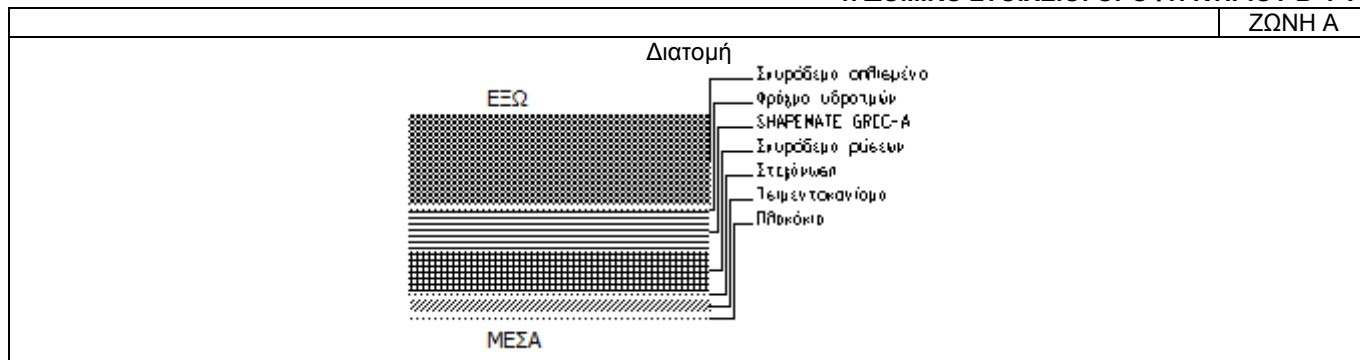 ΖΩΝΗ Α
Διατομή
ΕΞΩ
Σκυρόδεμα οπλισμένο
Φράγμα υδρατμών
SHAPEMATE GREC-A
Σκυρόδεμα ρύσεων
Στεγάνωση
Τσιμεντοκονίαμα
Πλακάκια
ΜΕΣΑ